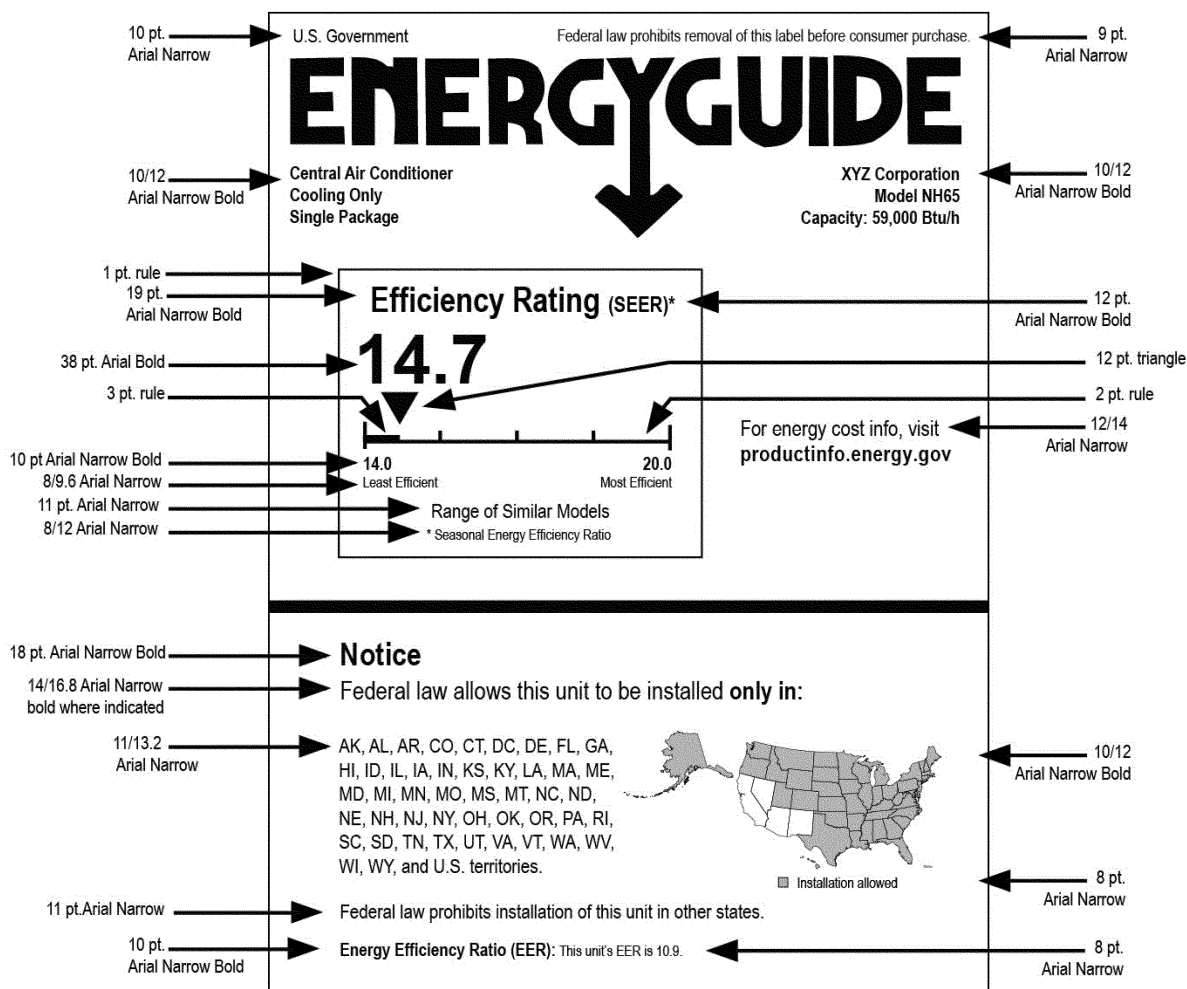 10 pt.
Arial Narrow
U.S. Government
Federal law prohibits removal of this label before consumer purchase.
9 pt.
Arial Narrow
ENERGYGUIDE
10/12
Arial Narrow Bold
Central Air Conditioner
Cooling Only
Single Package
XYZ Corporation
Model NH65
Capacity: 59,000 Btu/h
10/12
Arial Narrow Bold
1 pt. rule
19 pt.
Arial Narrow Bold
Efficiency Rating (SEER)*
12 pt.
Arial Narrow Bold
38 pt. Arial Bold
14.7
12 pt. triangle
3 pt. rule
2 pt. rule
For energy cost info, visit
productinfo.energy.gov
12/14
Arial Narrow
10 pt Arial Narrow Bold
14.0
20.0
8/9.6 Arial Narrow
Least Efficient
Most Efficient
11 pt. Arial Narrow
Range of Similar Models
8/12 Arial Narrow
* Seasonal Energy Efficiency Ratio
18 pt. Arial Narrow Bold
Notice
14/16.8 Arial Narrow
bold where indicated
Federal law allows this unit to be installed only in:
11/13.2
Arial Narrow
AK, AL, AR, CO, CT, DC, DE, FL, GA,
HI, ID, IL, IA, IN, KS, KY, LA, MA, ME,
MD, MI, MN, MO, MS, MT, NC, ND,
NE, NH, NJ, NY, OH, OK, OR, PA, RI,
SC, SD, TN, TX, UT, VA, VT, WA, WV,
WI, WY, and U.S. territories.
10/12
Arial Narrow Bold
Installation allowed
8 pt.
Arial Narrow
11 pt.Arial Narrow
Federal law prohibits installation of this unit in other states.
10 pt.
Arial Narrow Bold
Energy Efficiency Ratio (EER): This unit's EER is 10.9.
8 pt.
Arial Narrow